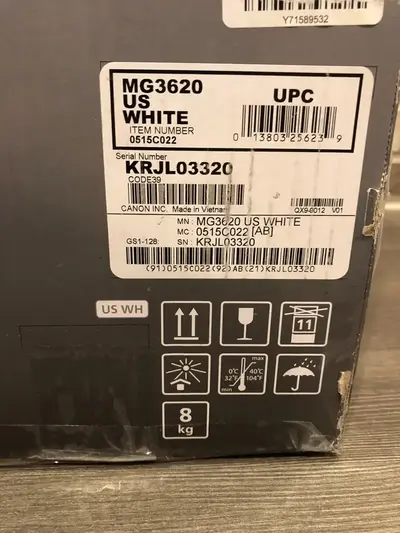 Y71589532
MG3620
US
WHITE
ITEM NUMBER
0515C022
UPC
0 13803 25623 9
Serial Number
KRJL03320
CODE39
CANON INC. Made in Vietnam
QX9-6012 V01
MN : MG3620 US WHITE
MC : 0515C022 [AB]
GS1-128: SN : KRJL03320
(91)0515C022(92)AB(21)KRJL03320
US WH
11
max
0°C 40°C
32°F 104°F
min
8
kg